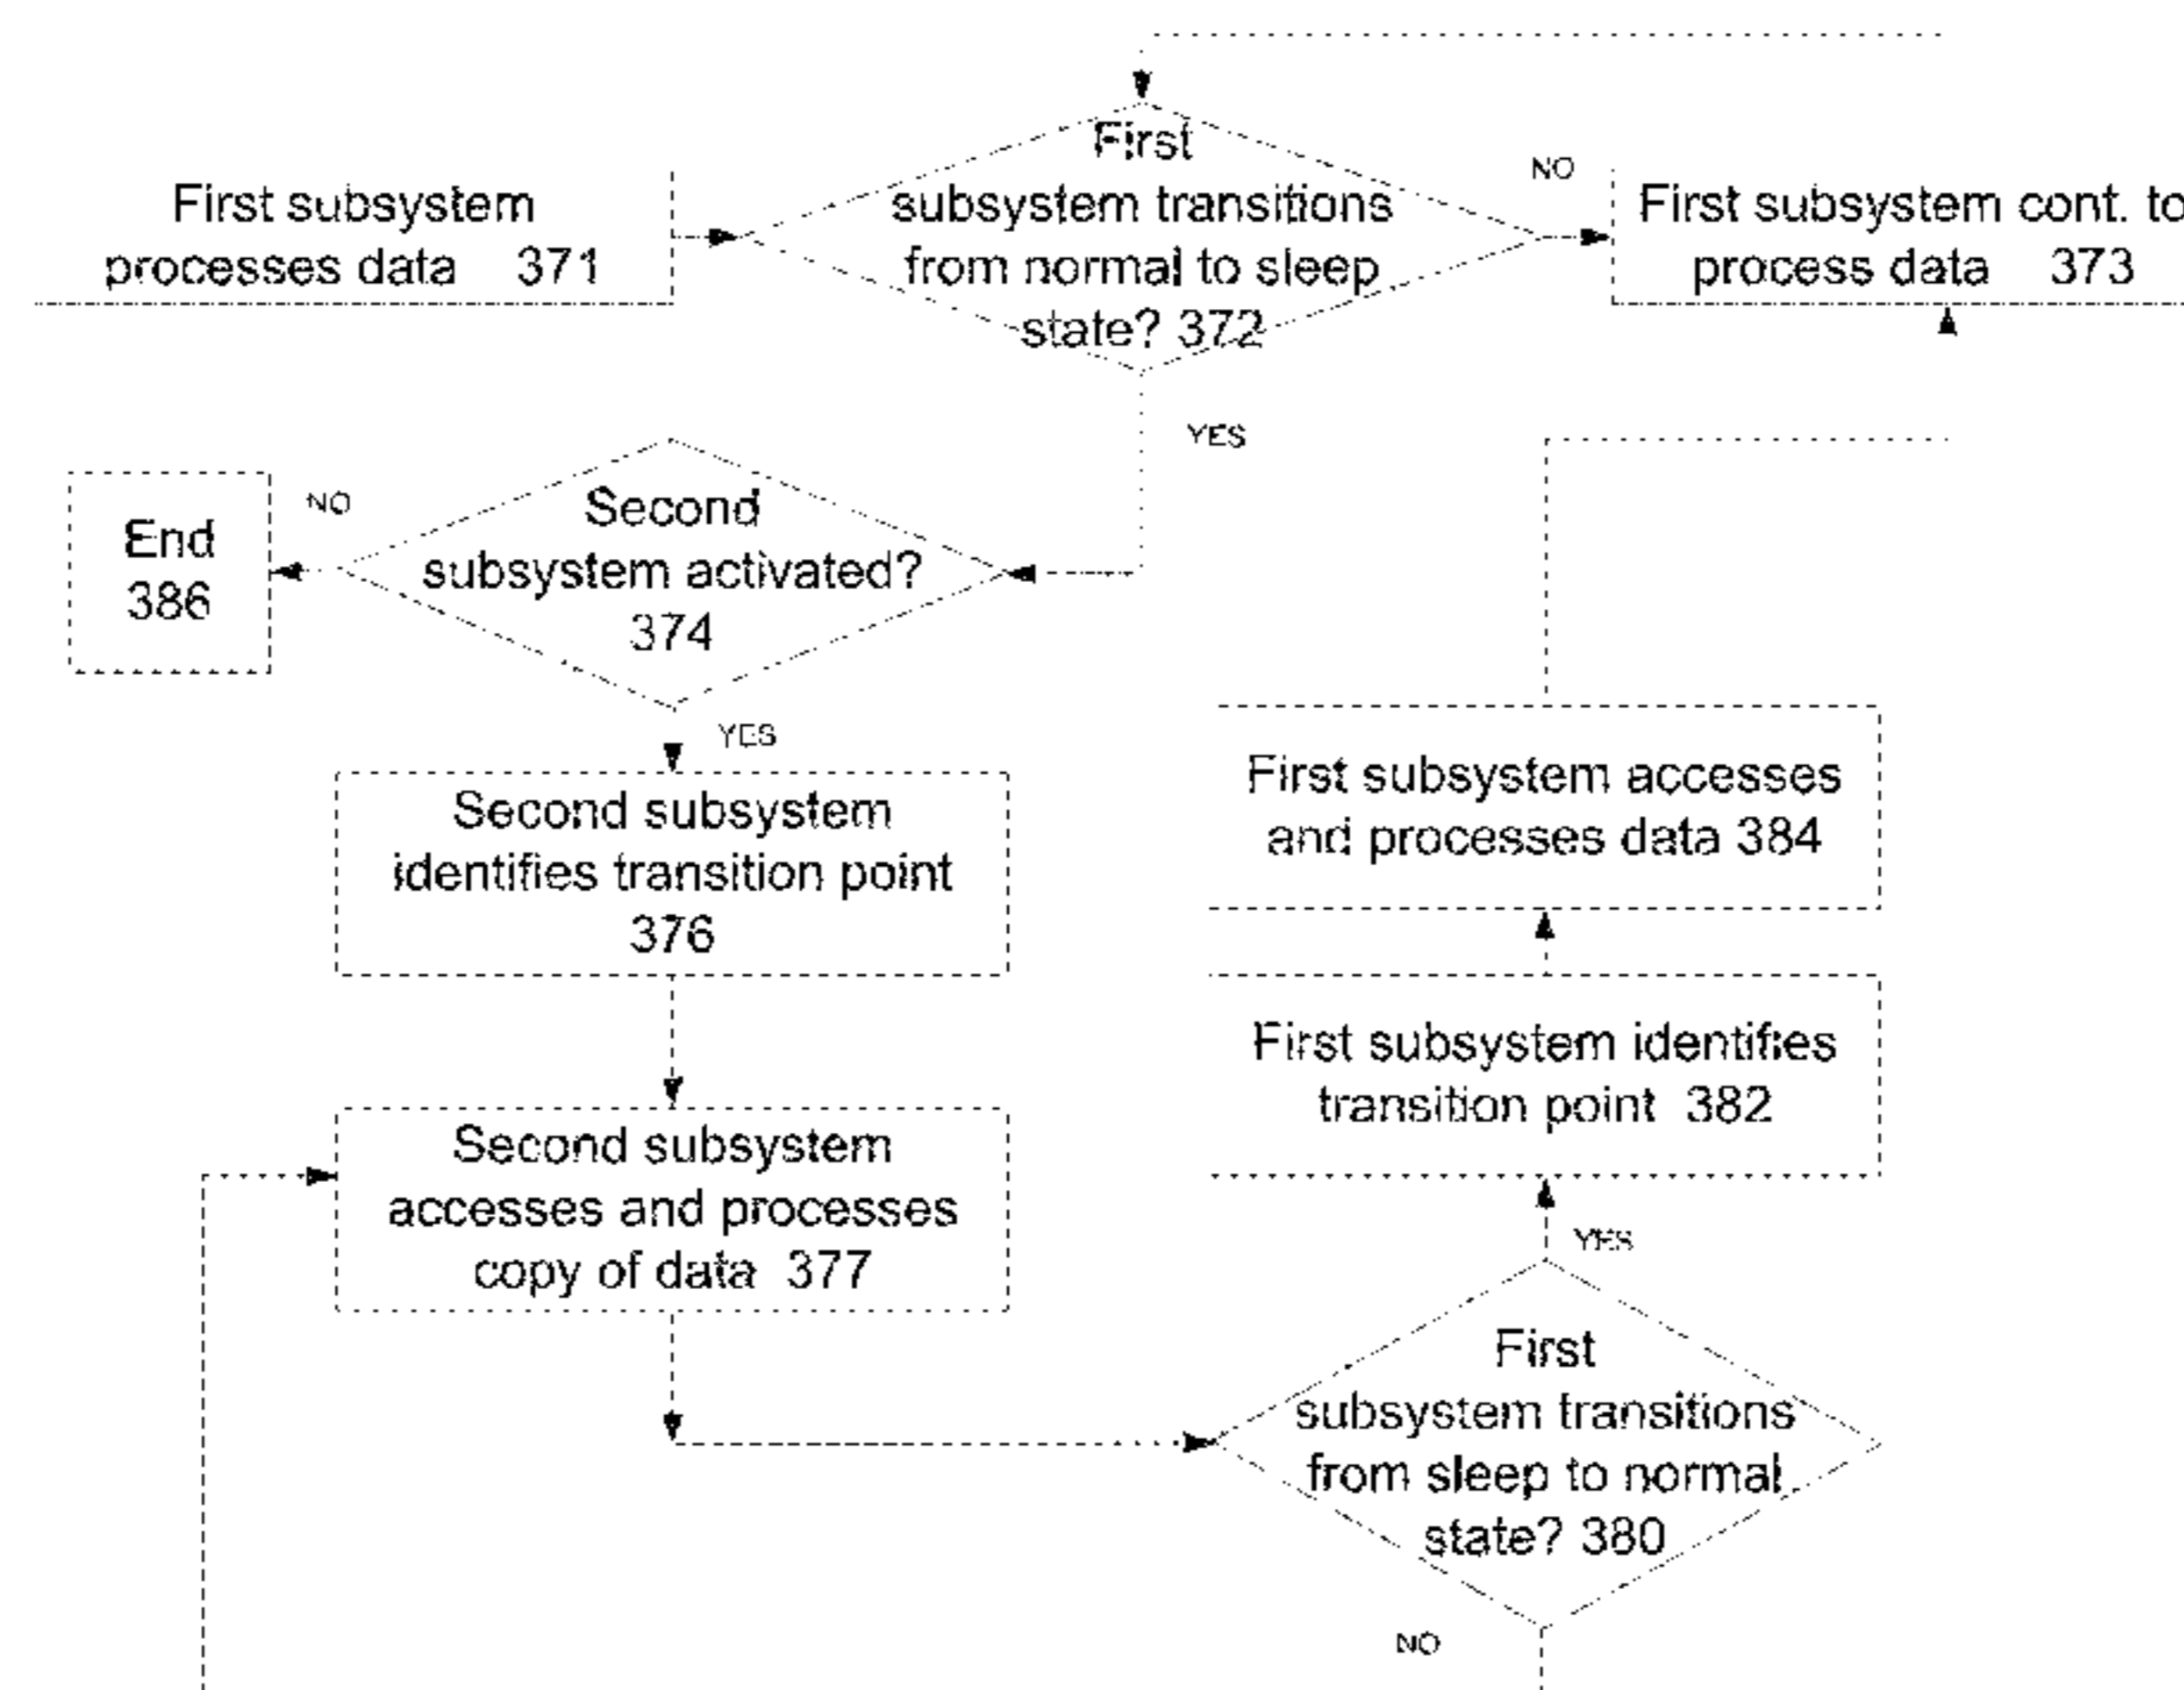 First subsystem
processes data 371
First
subsystem transitions
from normal to sleep
state? 372
NO
First subsystem cont. to
process data 373
YES
Second
subsystem activated?
374
NO
End
386
YES
Second subsystem
identifies transition point
376
Second subsystem
accesses and processes
copy of data 377
First subsystem accesses
and processes data 384
First subsystem identifies
transition point 382
YES
First
subsystem transitions
from sleep to normal
state? 380
NO